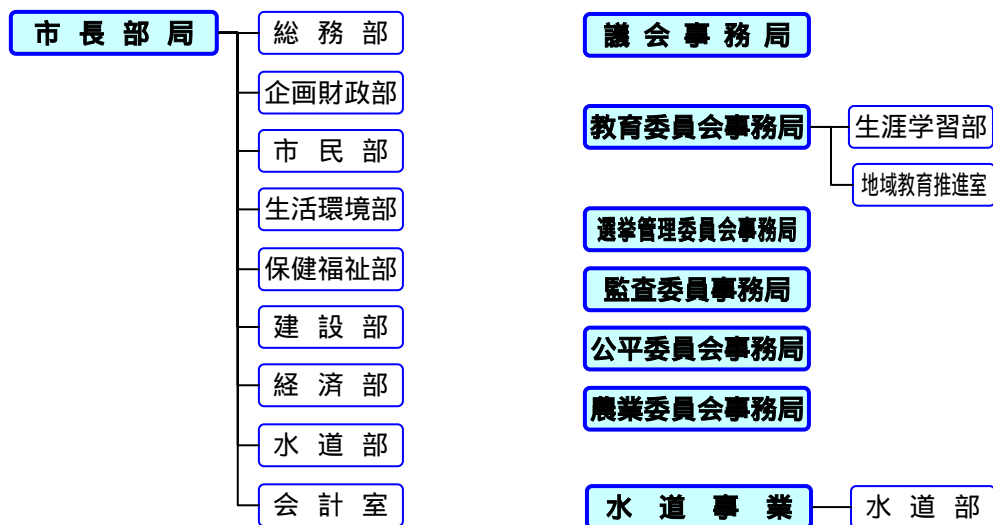 市長部局
総務部
企画財政部
市民部
生活環境部
保健福祉部
建設部
経済部
水道部
会計室
議会事務局
教育委員会事務局
生涯学習部
地域教育推進室
選挙管理委員会事務局
監査委員事務局
公平委員会事務局
農業委員会事務局
水道事業
水道部